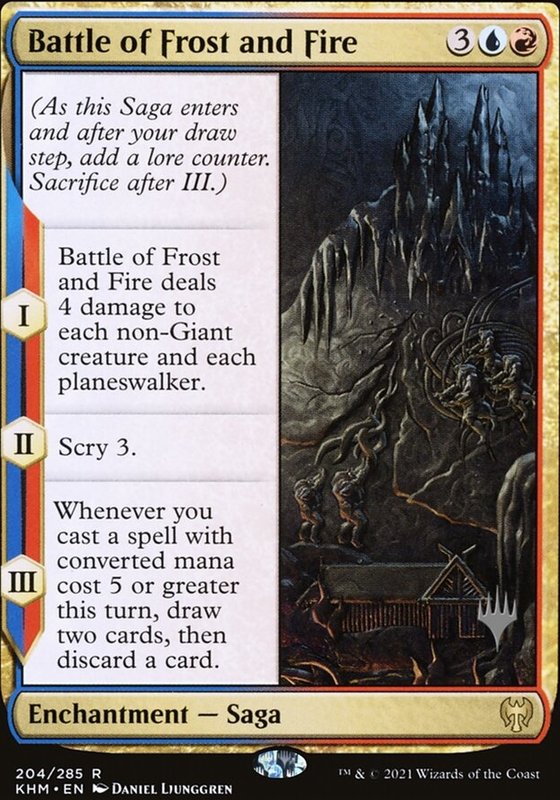 Battle of Frost and Fire
3
(As this Saga enters
and after your draw
step, add a lore counter.
Sacrifice after III.)
I
Battle of Frost
and Fire deals
4 damage to
each non-Giant
creature and each
planeswalker.
II
Scry 3.
III
Whenever you
cast a spell with
converted mana
cost 5 or greater
this turn, draw
two cards, then
discard a card.
Enchantment — Saga
204/285 R
KHM • EN Daniel Ljunggren
™ & © 2021 Wizards of the Coast